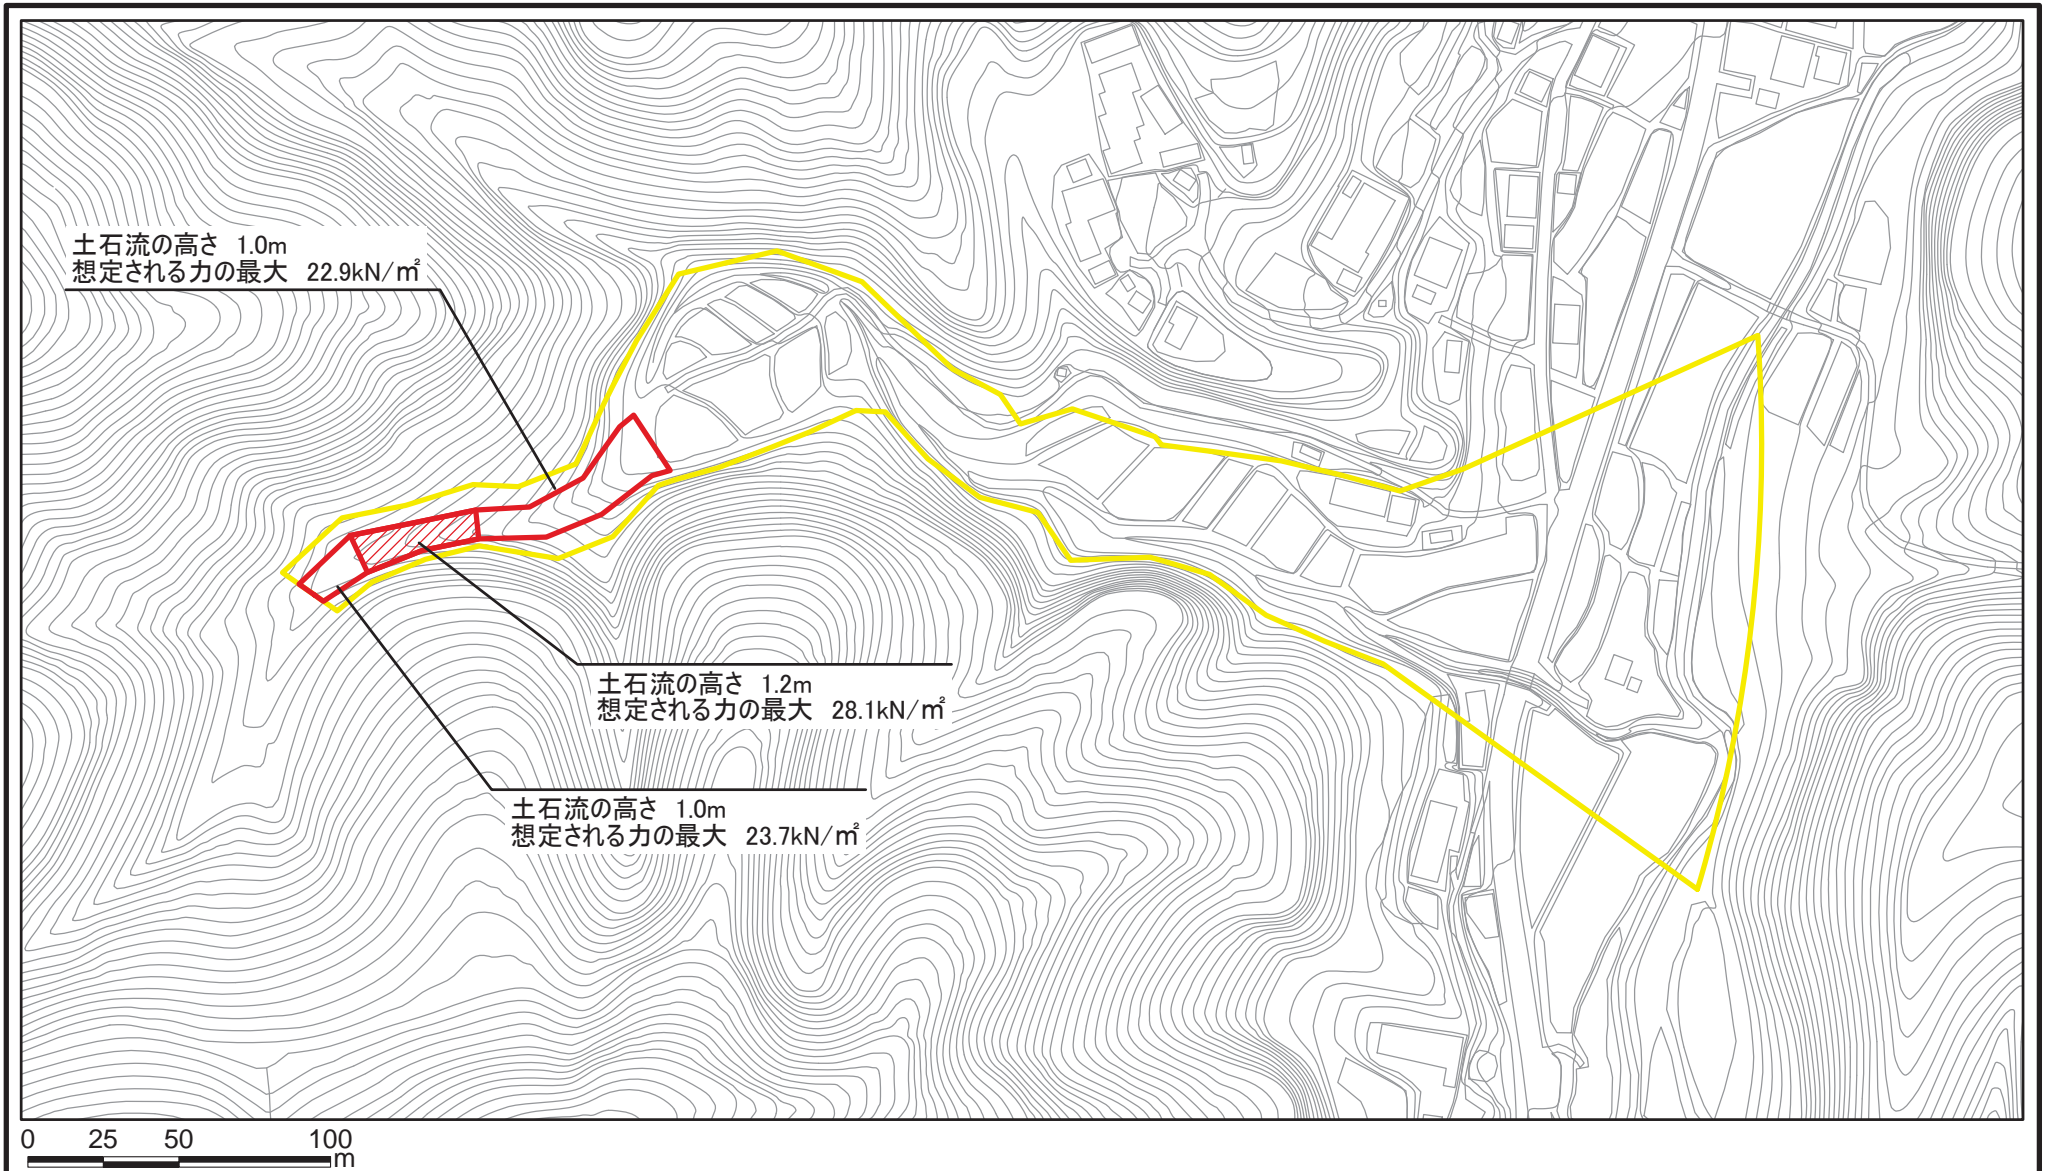 土石流の高さ 1.0m
想定される力の最大 22.9kN/㎡
土石流の高さ 1.2m
想定される力の最大 28.1kN/㎡
土石流の高さ 1.0m
想定される力の最大 23.7kN/㎡
0 25 50 100
m